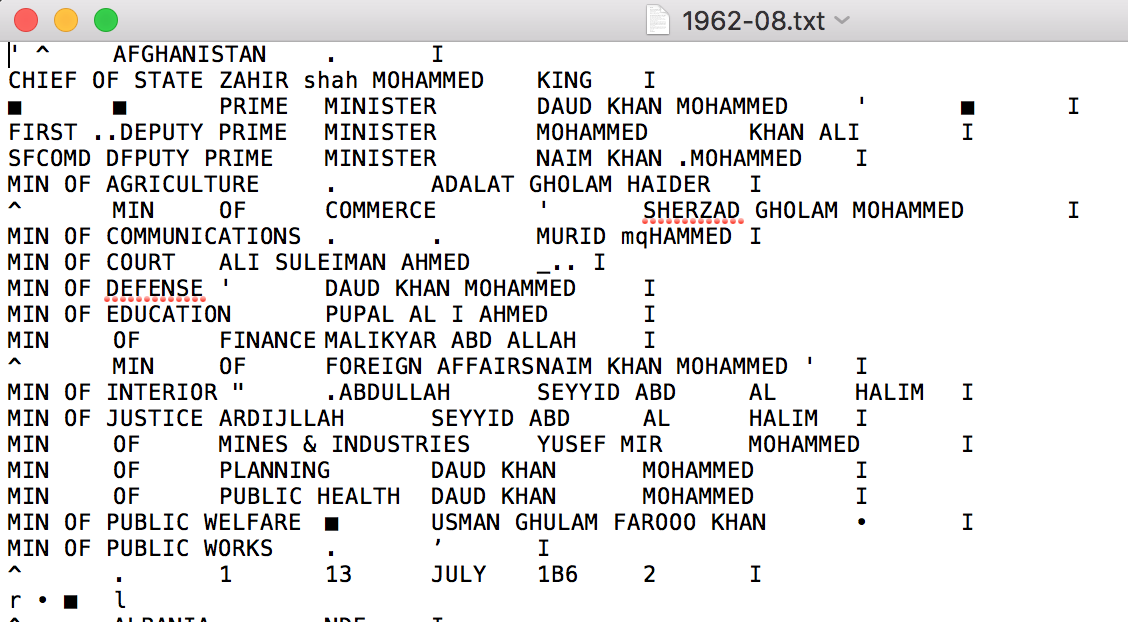 1962-08.txt
' ^ AFGHANISTAN . I
CHIEF OF STATE ZAHIR shah MOHAMMED KING I
■ ■ PRIME MINISTER DAUD KHAN MOHAMMED ' ■ I
FIRST ..DEPUTY PRIME MINISTER MOHAMMED KHAN ALI I
SFCOMD DFPUTY PRIME MINISTER NAIM KHAN .MOHAMMED I
MIN OF AGRICULTURE . ADALAT GHOLAM HAIDER I
^ MIN OF COMMERCE ' SHERZAD GHOLAM MOHAMMED I
MIN OF COMMUNICATIONS . . MURID mqHAMMED I
MIN OF COURT ALI SULEIMAN AHMED _.. I
MIN OF DEFENSE ' DAUD KHAN MOHAMMED I
MIN OF EDUCATION PUPAL AL I AHMED I
MIN OF FINANCE MALIKYAR ABD ALLAH I
^ MIN OF FOREIGN AFFAIRSNAIM KHAN MOHAMMED ' I
MIN OF INTERIOR " .ABDULLAH SEYYID ABD AL HALIM I
MIN OF JUSTICE ARDIJLLAH SEYYID ABD AL HALIM I
MIN OF MINES & INDUSTRIES YUSEF MIR MOHAMMED I
MIN OF PLANNING DAUD KHAN MOHAMMED I
MIN OF PUBLIC HEALTH DAUD KHAN MOHAMMED I
MIN OF PUBLIC WELFARE ■ USMAN GHULAM FAROOO KHAN • I
MIN OF PUBLIC WORKS . ’ I
^ . 1 13 JULY 1B6 2 I
r • ■ l